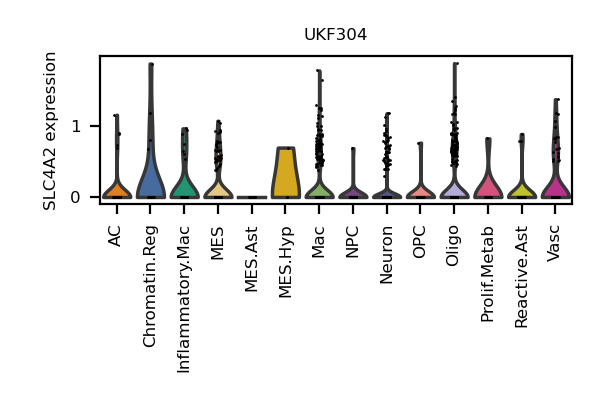 UKF304
SLC4A2 expression
1
0
AC
Chromatin.Reg
Inflammatory.Mac
MES
MES.Ast
MES.Hyp
Mac
NPC
Neuron
OPC
Oligo
Prolif.Metab
Reactive.Ast
Vasc